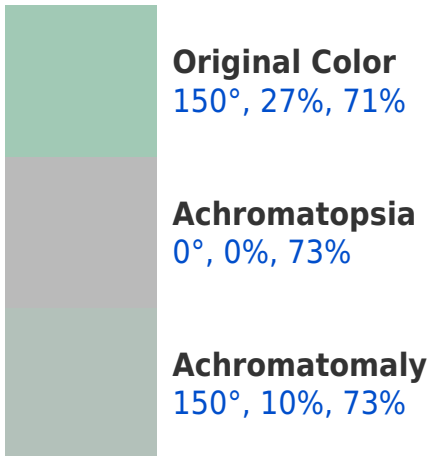 Original Color
150°, 27%, 71%
Achromatopsia
0°, 0%, 73%
Achromatomaly
150°, 10%, 73%